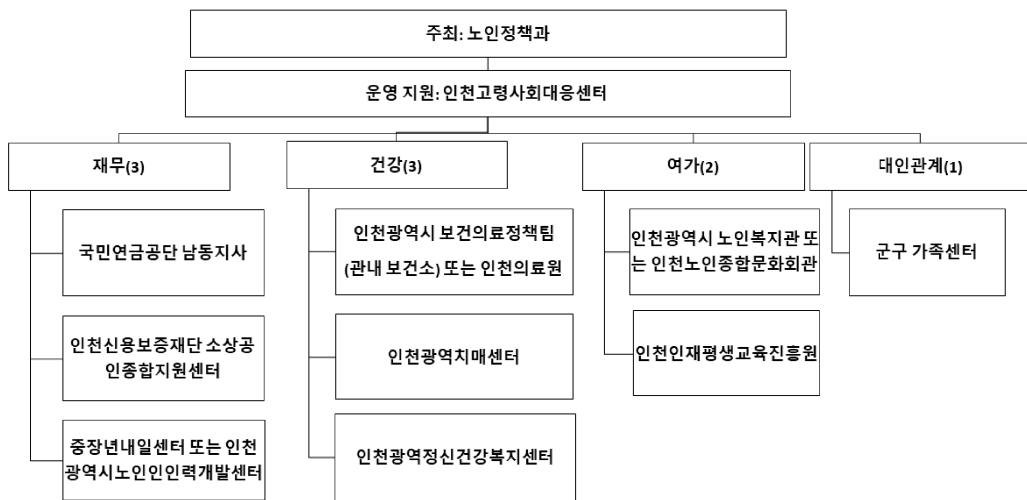 주최: 노인정책과
운영 지원: 인천고령사회대응센터
재무(3)
국민연금공단 남동지사
인천신용보증재단 소상공
인종합지원센터
중장년내일센터 또는 인천
광역시노인인인력개발센터
건강(3)
인천광역시 보건의료정책팀
(관내 보건소) 또는 인천의료원
인천광역치매센터
인천광역정신건강복지센터
여가(2)
인천광역시 노인복지관 또
는 인천노인종합문화회관
인천인재평생교육진흥원
대인관계(1)
군구 가족센터